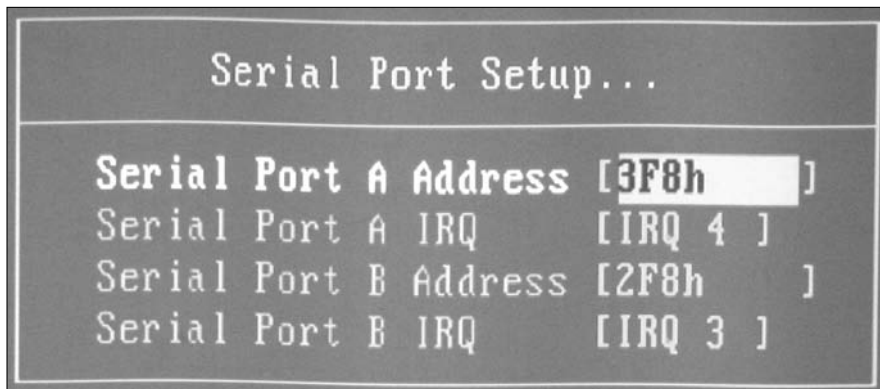 Serial Port Setup...
Serial Port A Address [3F8h ]
Serial Port A IRQ [IRQ 4 ]
Serial Port B Address [2F8h ]
Serial Port B IRQ [IRQ 3 ]